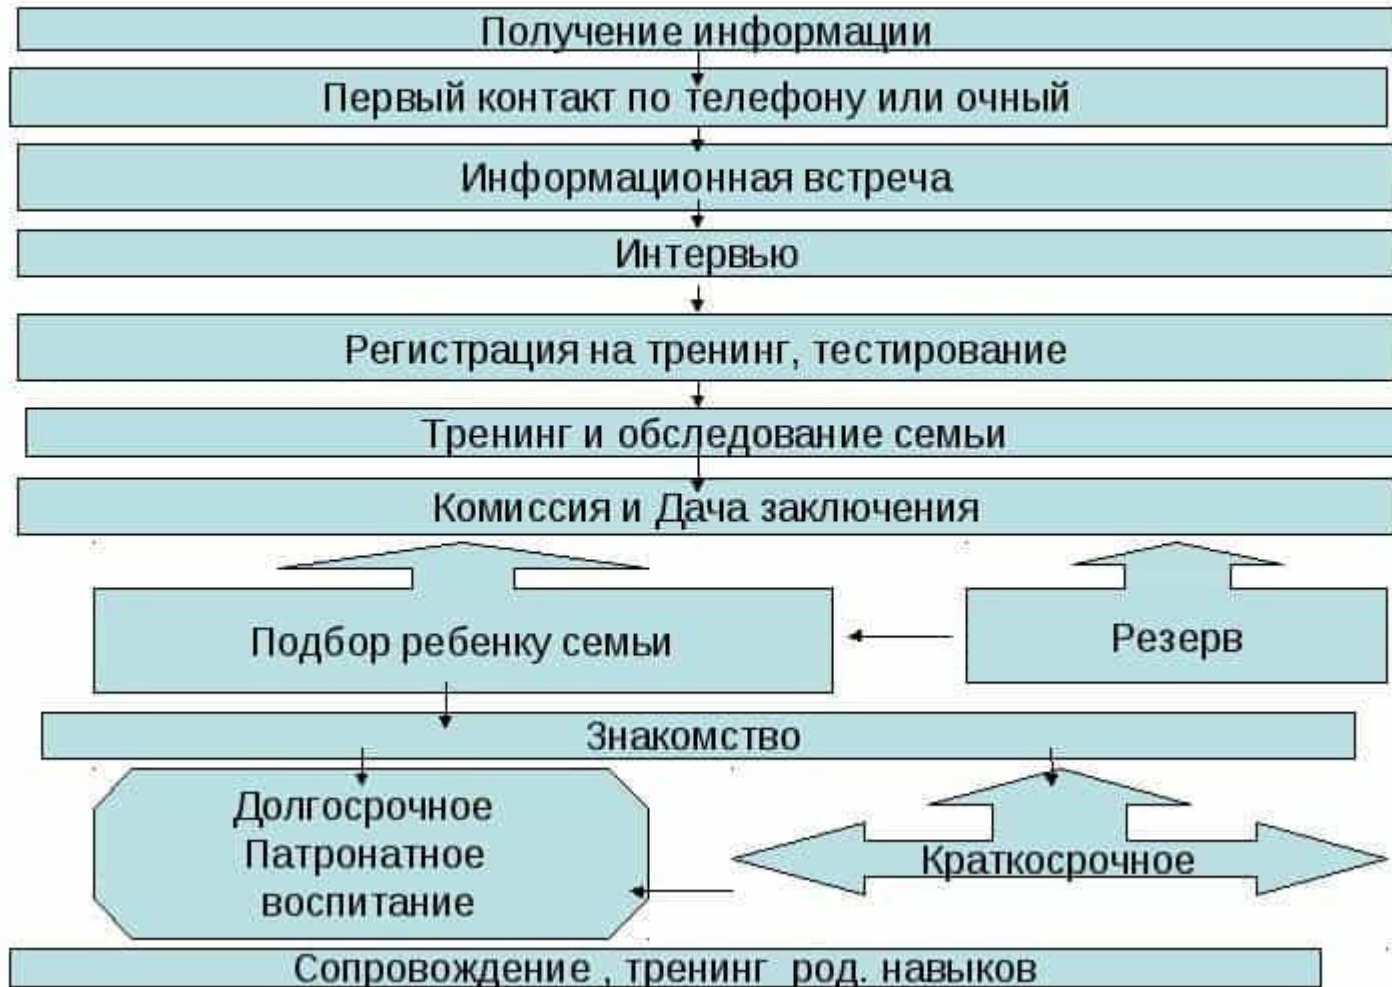 Получение информации
Первый контакт по телефону или очный
Информационная встреча
Интервью
Регистрация на тренинг, тестирование
Тренинг и обследование семьи
Комиссия и Дача заключения
Подбор ребенку семьи
Резерв
Знакомство
Долгосрочное
Патронатное
воспитание
Краткосрочное
Сопровождение , тренинг род. навыков